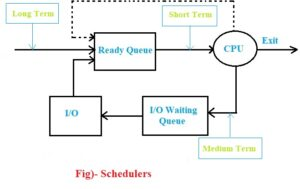 Long Term
Short Term
Ready Queue
CPU
Exit
I/O
I/O Waiting
Queue
Medium Term
Fig)- Schedulers